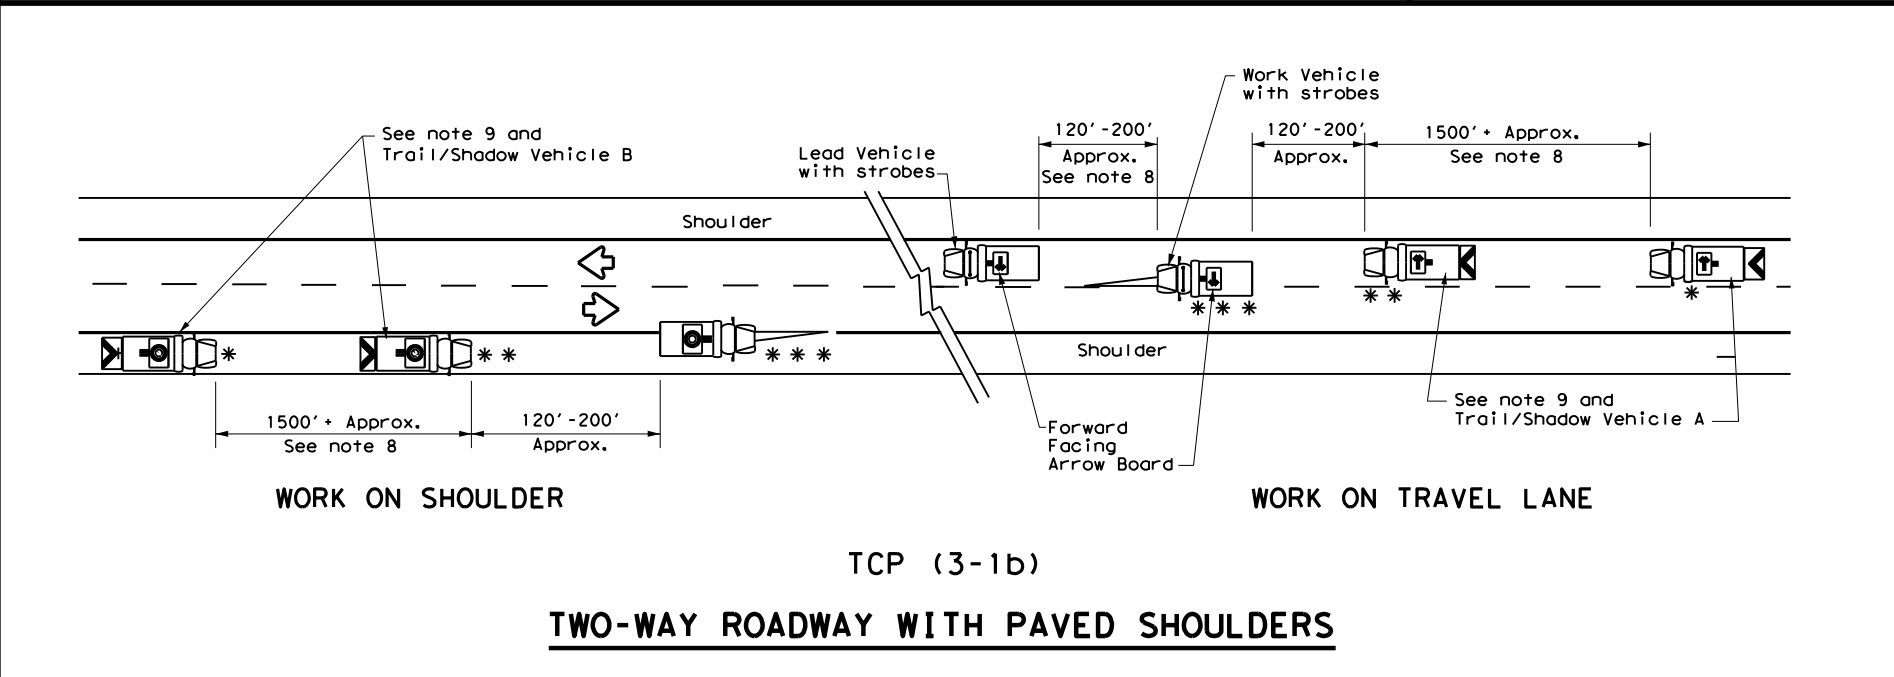 Work Vehicle
with strobes
See note 9 and
Trail/Shadow Vehicle B
Lead Vehicle
with strobes
120'-200'
Approx.
See note 8
120'-200'
Approx.
1500'+ Approx.
See note 8
Shoulder
*
* *
* * *
* * *
* *
*
Shoulder
1500'+ Approx.
See note 8
120'-200'
Approx.
Forward
Facing
Arrow Board
See note 9 and
Trail/Shadow Vehicle A
WORK ON SHOULDER
WORK ON TRAVEL LANE
TCP (3-1b)
TWO-WAY ROADWAY WITH PAVED SHOULDERS